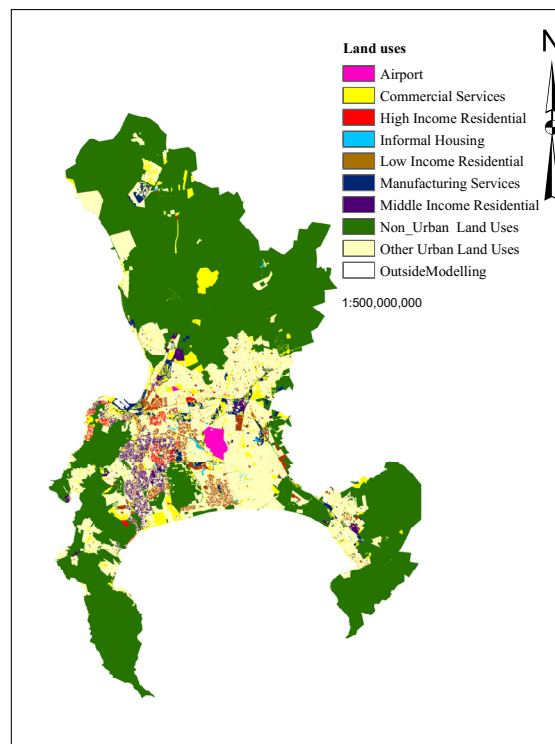 N
Land uses
Airport
Commercial Services
High Income Residential
Informal Housing
Low Income Residential
Manufacturing Services
Middle Income Residential
Non_Urban Land Uses
Other Urban Land Uses
OutsideModelling
1:500,000,000